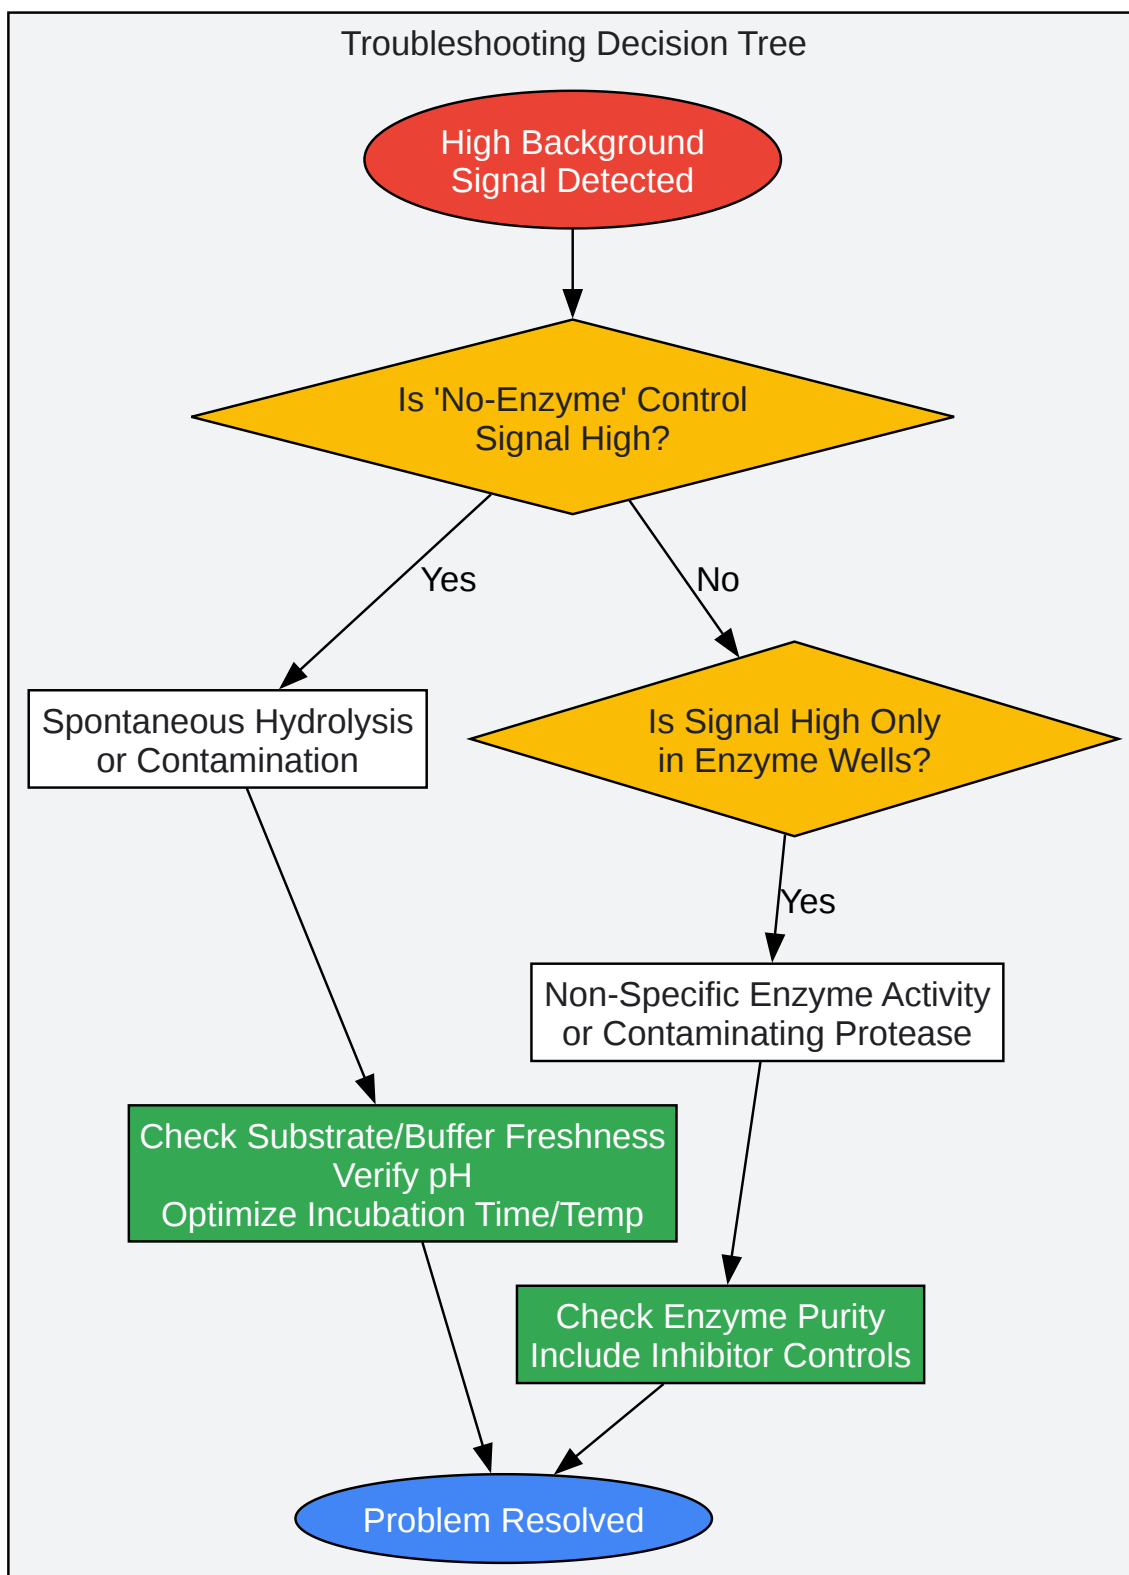 Troubleshooting Decision Tree
High Background
Signal Detected
Is 'No-Enzyme' Control
Signal High?
Yes
No
Spontaneous Hydrolysis
or Contamination
Is Signal High Only
in Enzyme Wells?
Yes
Non-Specific Enzyme Activity
or Contaminating Protease
Check Substrate/Buffer Freshness
Verify pH
Optimize Incubation Time/Temp
Check Enzyme Purity
Include Inhibitor Controls
Problem Resolved